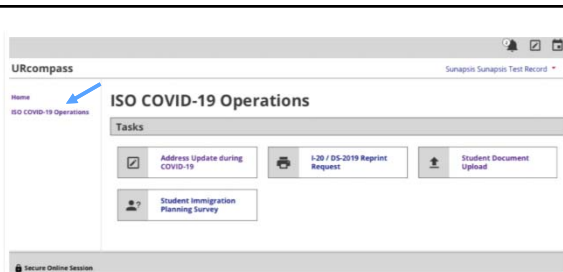 URcompass
Sunapsis Sunapsis Test Record
Home
ISO COVID-19 Operations
ISO COVID-19 Operations
Tasks
Address Update during
COVID-19
I-20 / DS-2019 Reprint
Request
Student Document
Upload
Student Immigration
Planning Survey
Secure Online Session